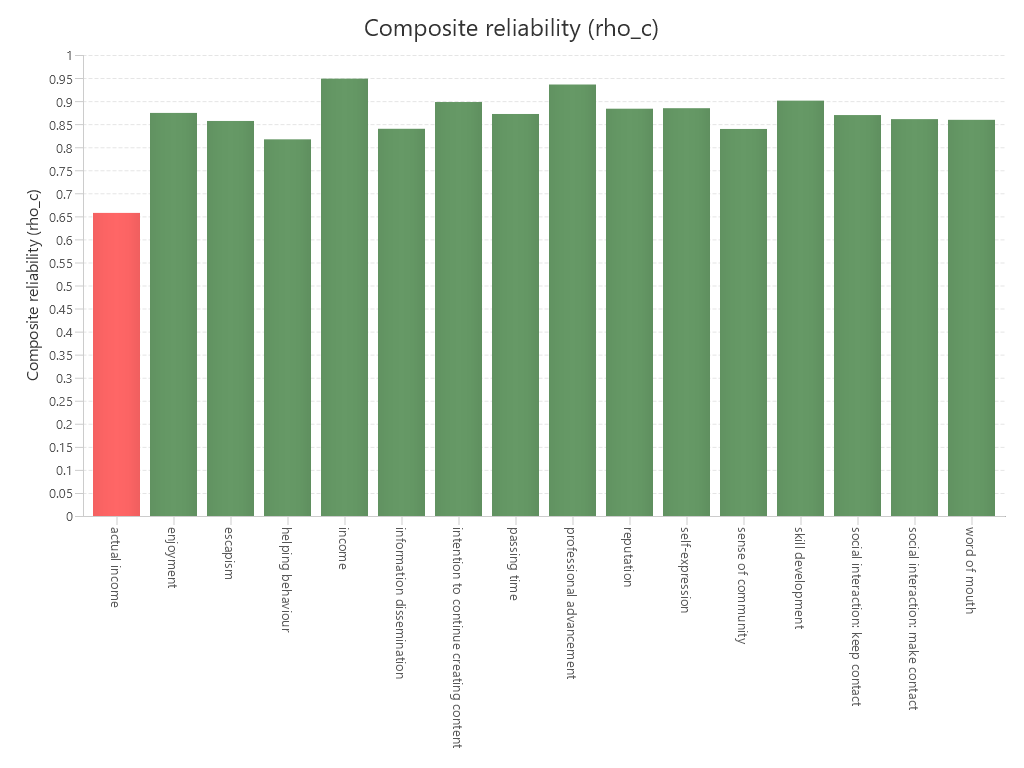 Composite reliability (rho_c)
Composite reliability (rho_c)
1
0.95
0.9
0.85
0.8
0.75
0.7
0.65
0.6
0.55
0.5
0.45
0.4
0.35
0.3
0.25
0.2
0.15
0.1
0.05
0
actual income
enjoyment
escapism
helping behaviour
income
information dissemination
intention to continue creating content
passing time
professional advancement
reputation
self-expression
sense of community
skill development
social interaction: keep contact
social interaction: make contact
word of mouth